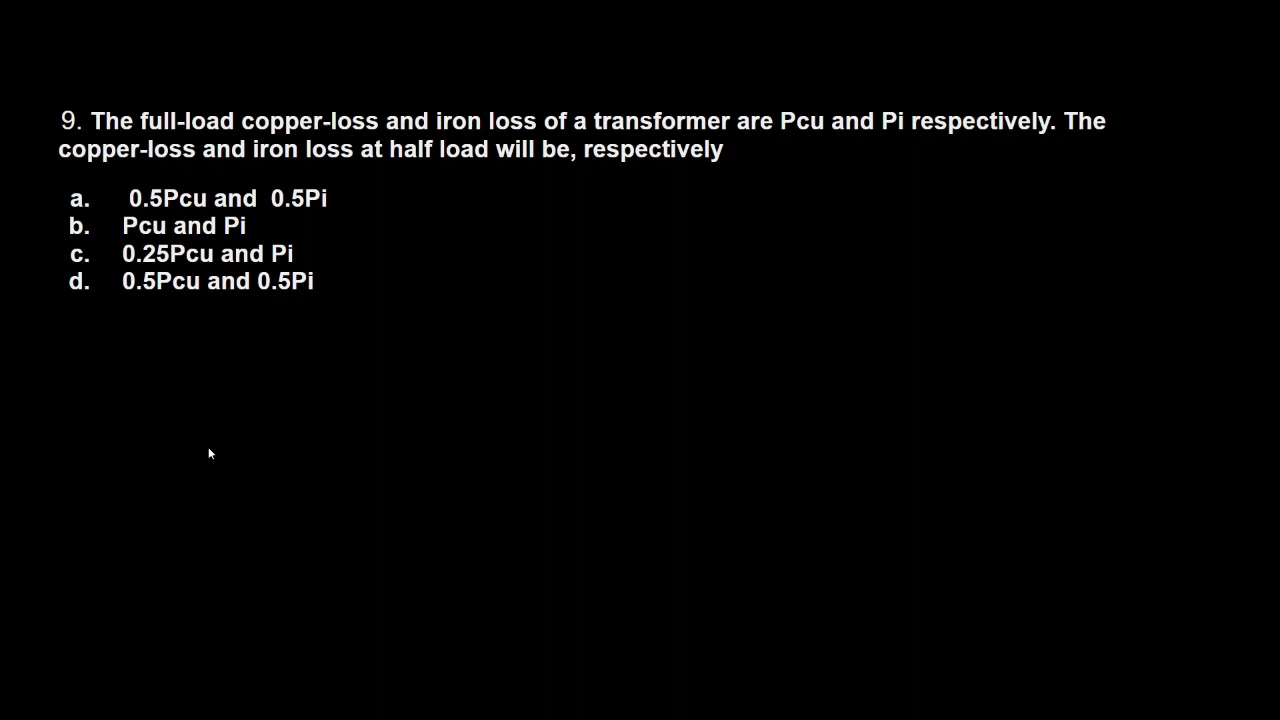 9. The full-load copper-loss and iron loss of a transformer are Pcu and Pi respectively. The
copper-loss and iron loss at half load will be, respectively
a. 0.5Pcu and 0.5Pi
b. Pcu and Pi
c. 0.25Pcu and Pi
d. 0.5Pcu and 0.5Pi